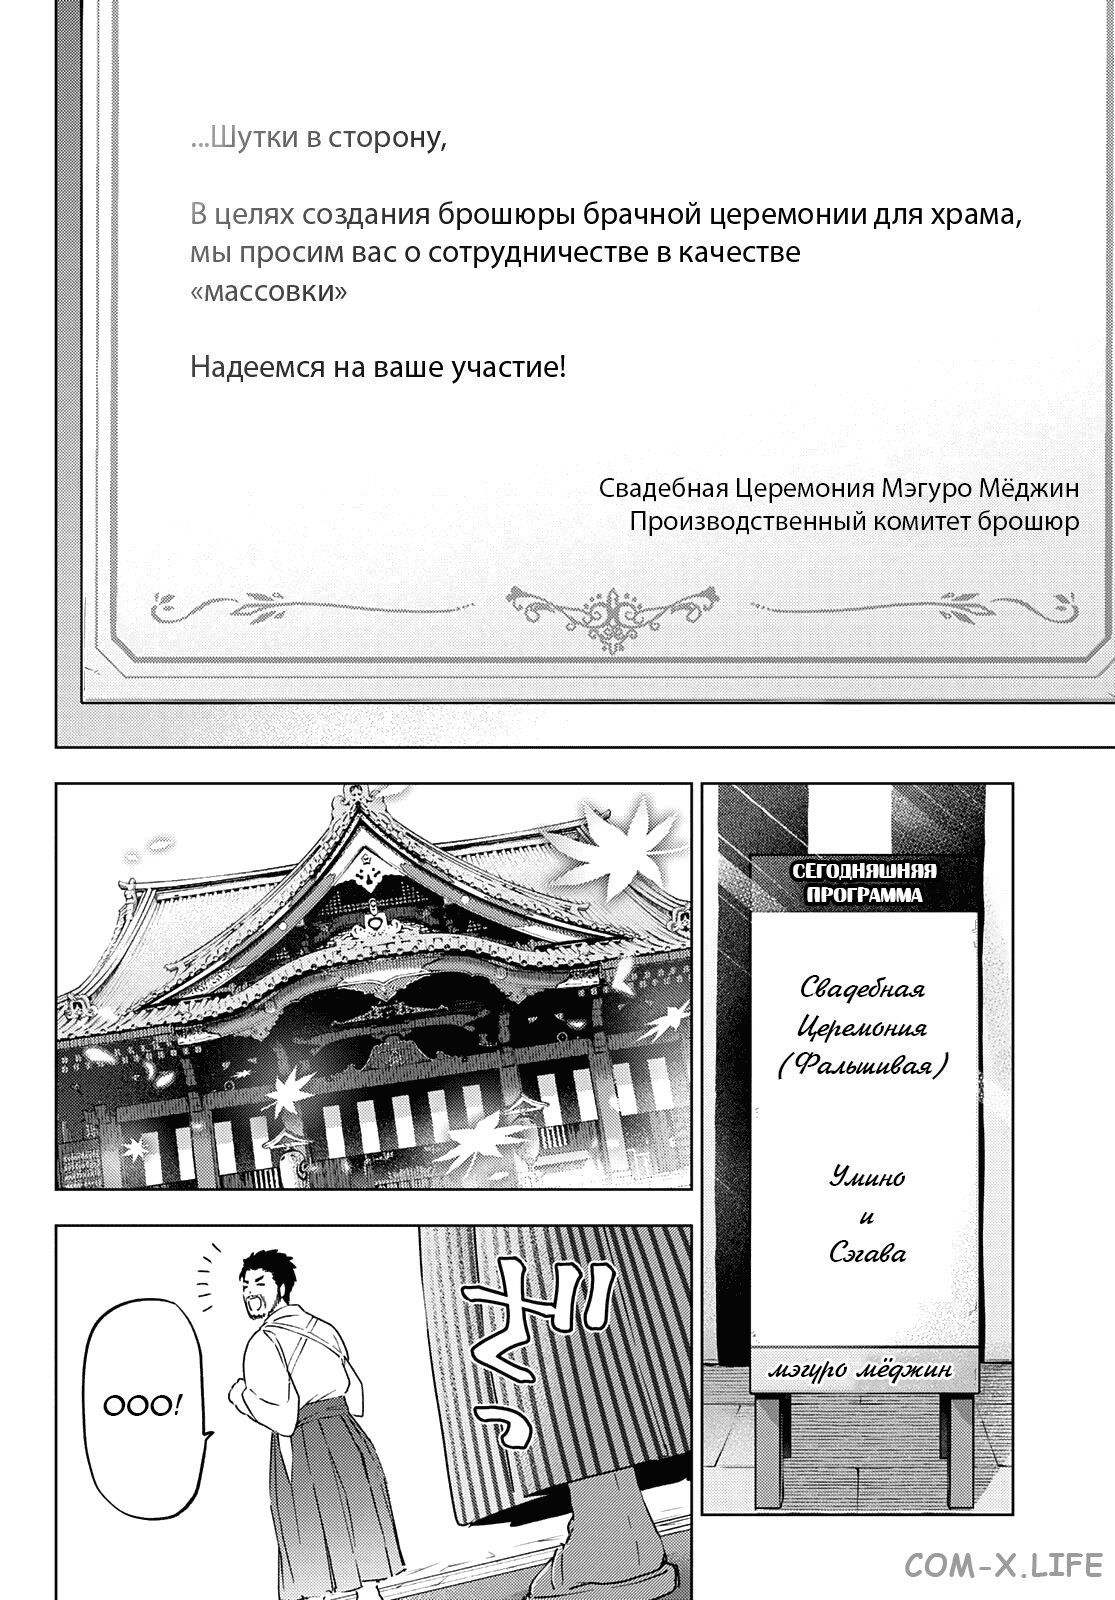 ...Шутки в сторону,
В целях создания брошюры брачной церемонии для храма,
мы просим вас о сотрудничестве в качестве
«массовки»
Надеемся на ваше участие!
Свадебная Церемония Мэгуро Мёджин
Производственный комитет брошюр
СЕГОДНЯШНЯЯ
ПРОГРАММА
Свадебная
Церемония
(Фальшивая)
Умино
и
Сэгава
мэгуро мёджин
ООО!
ザッ
COM-X.LIFE